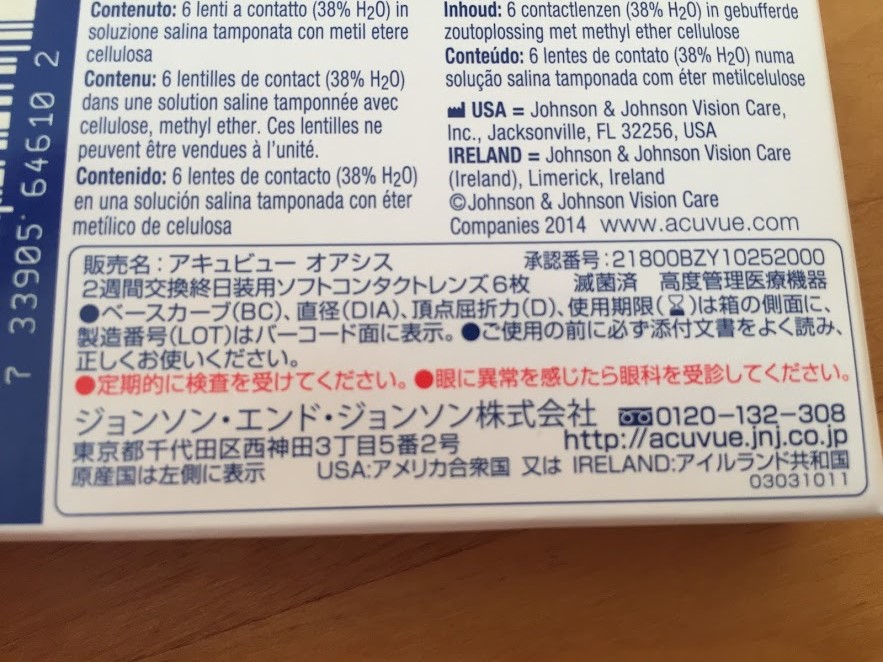 Contenuto: 6 lenti a contatto (38% H₂O) in
soluzione salina tamponata con metil etere
cellulosa
Contenu: 6 lentilles de contact (38% H₂O)
dans une solution saline tamponnée avec
cellulose, methyl ether. Ces lentilles ne
peuvent être vendues à l'unité.
Contenido: 6 lentes de contacto (38% H₂O)
en una solución salina tamponada con éter
metílico de celulosa
Inhoud: 6 contactlenzen (38% H₂O) in gebufferde
zoutoplossing met methyl ether cellulose
Conteúdo: 6 lentes de contato (38% H₂O) numa
solução salina tamponada com éter metilcelulose
USA = Johnson & Johnson Vision Care,
Inc., Jacksonville, FL 32256, USA
IRELAND = Johnson & Johnson Vision Care
(Ireland), Limerick, Ireland
©Johnson & Johnson Vision Care
Companies 2014 www.acuvue.com
7 33905 64610 2
販売名：アキュビュー オアシス 承認番号：21800BZY10252000
2週間交換終日装用ソフトコンタクトレンズ6枚 滅菌済 高度管理医療機器
●ベースカーブ(BC)、直径(DIA)、頂点屈折力(D)、使用期限(⌛)は箱の側面に、
製造番号(LOT)はバーコード面に表示。●ご使用の前に必ず添付文書をよく読み、
正しくお使いください。
●定期的に検査を受けてください。●眼に異常を感じたら眼科を受診してください。
ジョンソン・エンド・ジョンソン株式会社 0120-132-308
東京都千代田区西神田3丁目5番2号 http://acuvue.jnj.co.jp
原産国は左側に表示 USA:アメリカ合衆国 又は IRELAND:アイルランド共和国
03031011